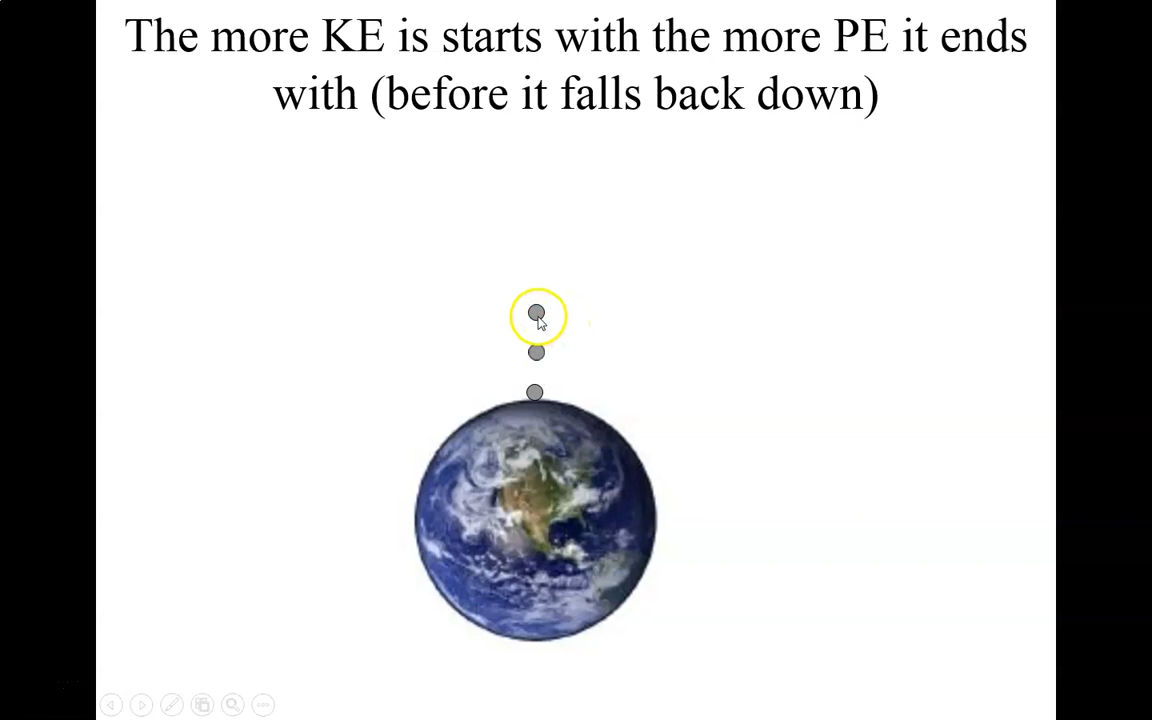 The more KE is starts with the more PE it ends
with (before it falls back down)